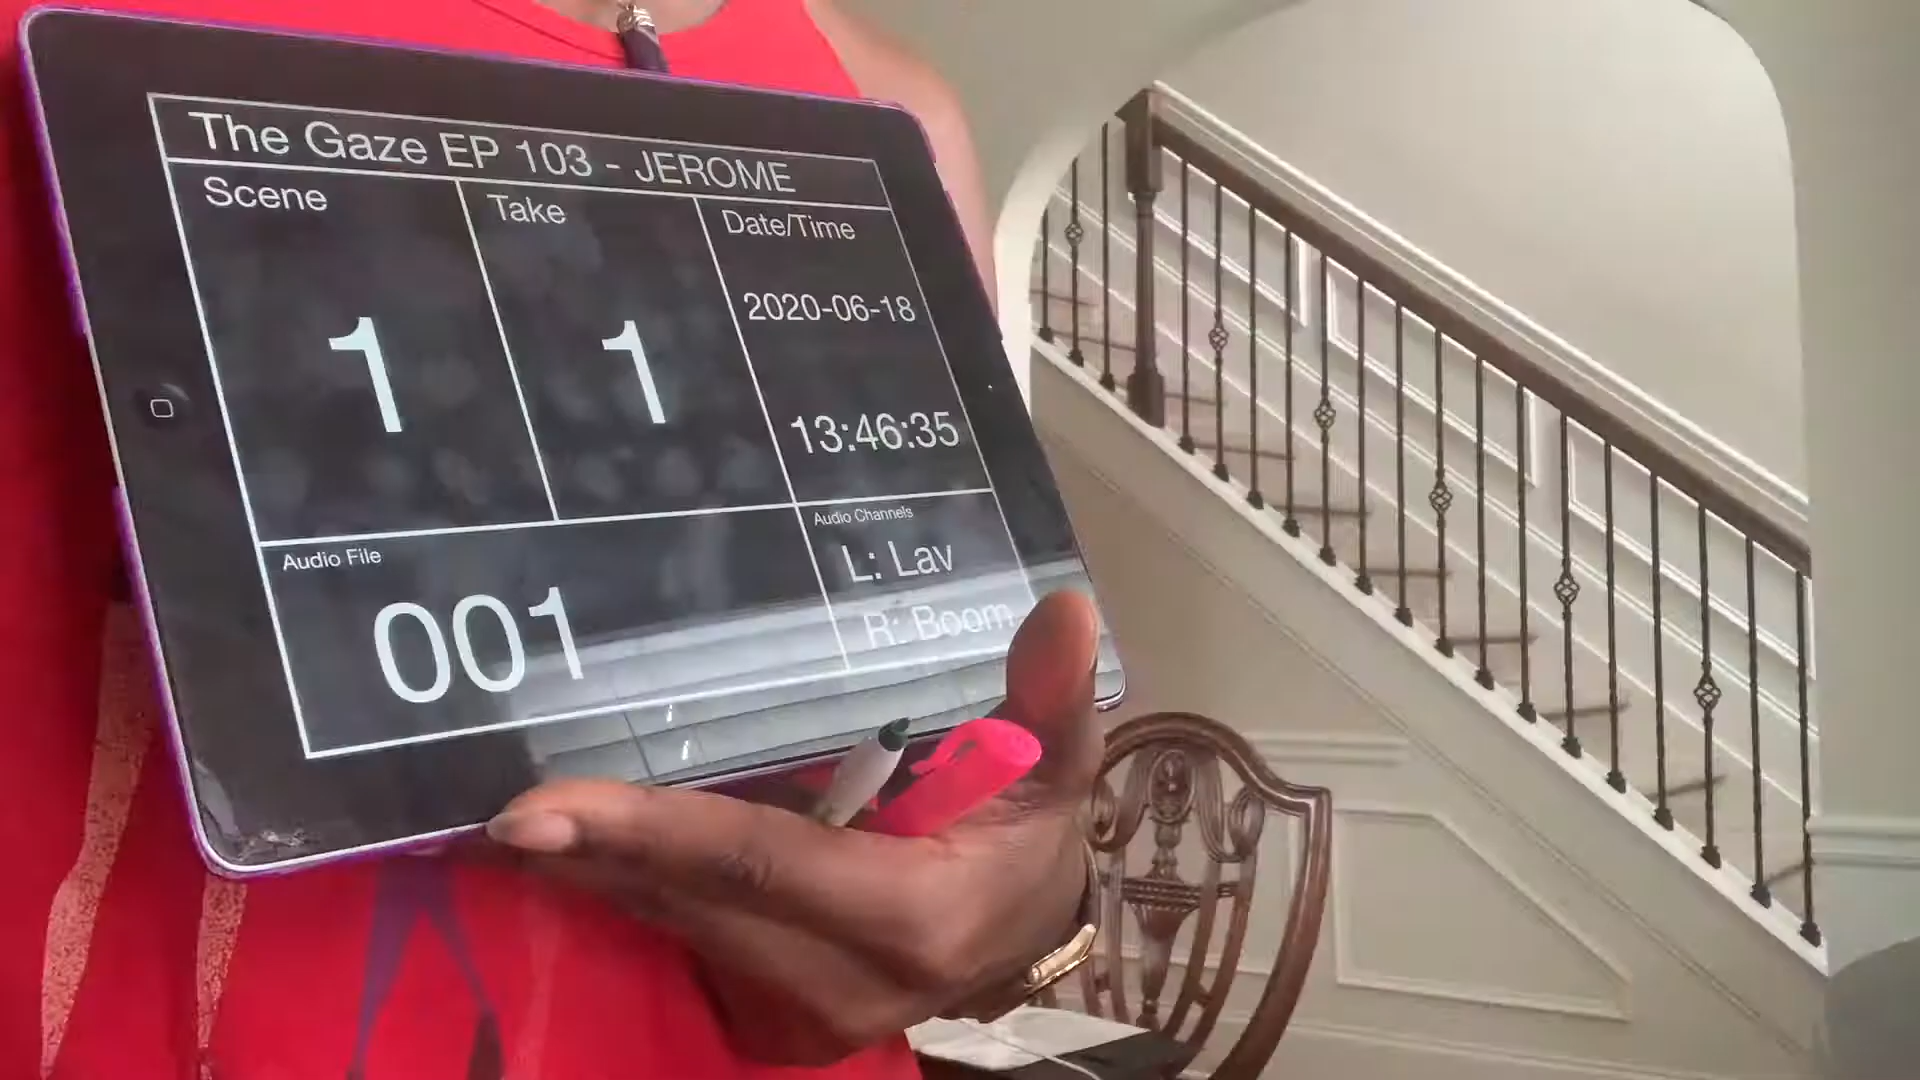 The Gaze EP 103 - JEROME
Scene
1
Take
1
Date/Time
2020-06-18
13:46:35
Audio File
001
Audio Channels
L: Lav
R: Boom